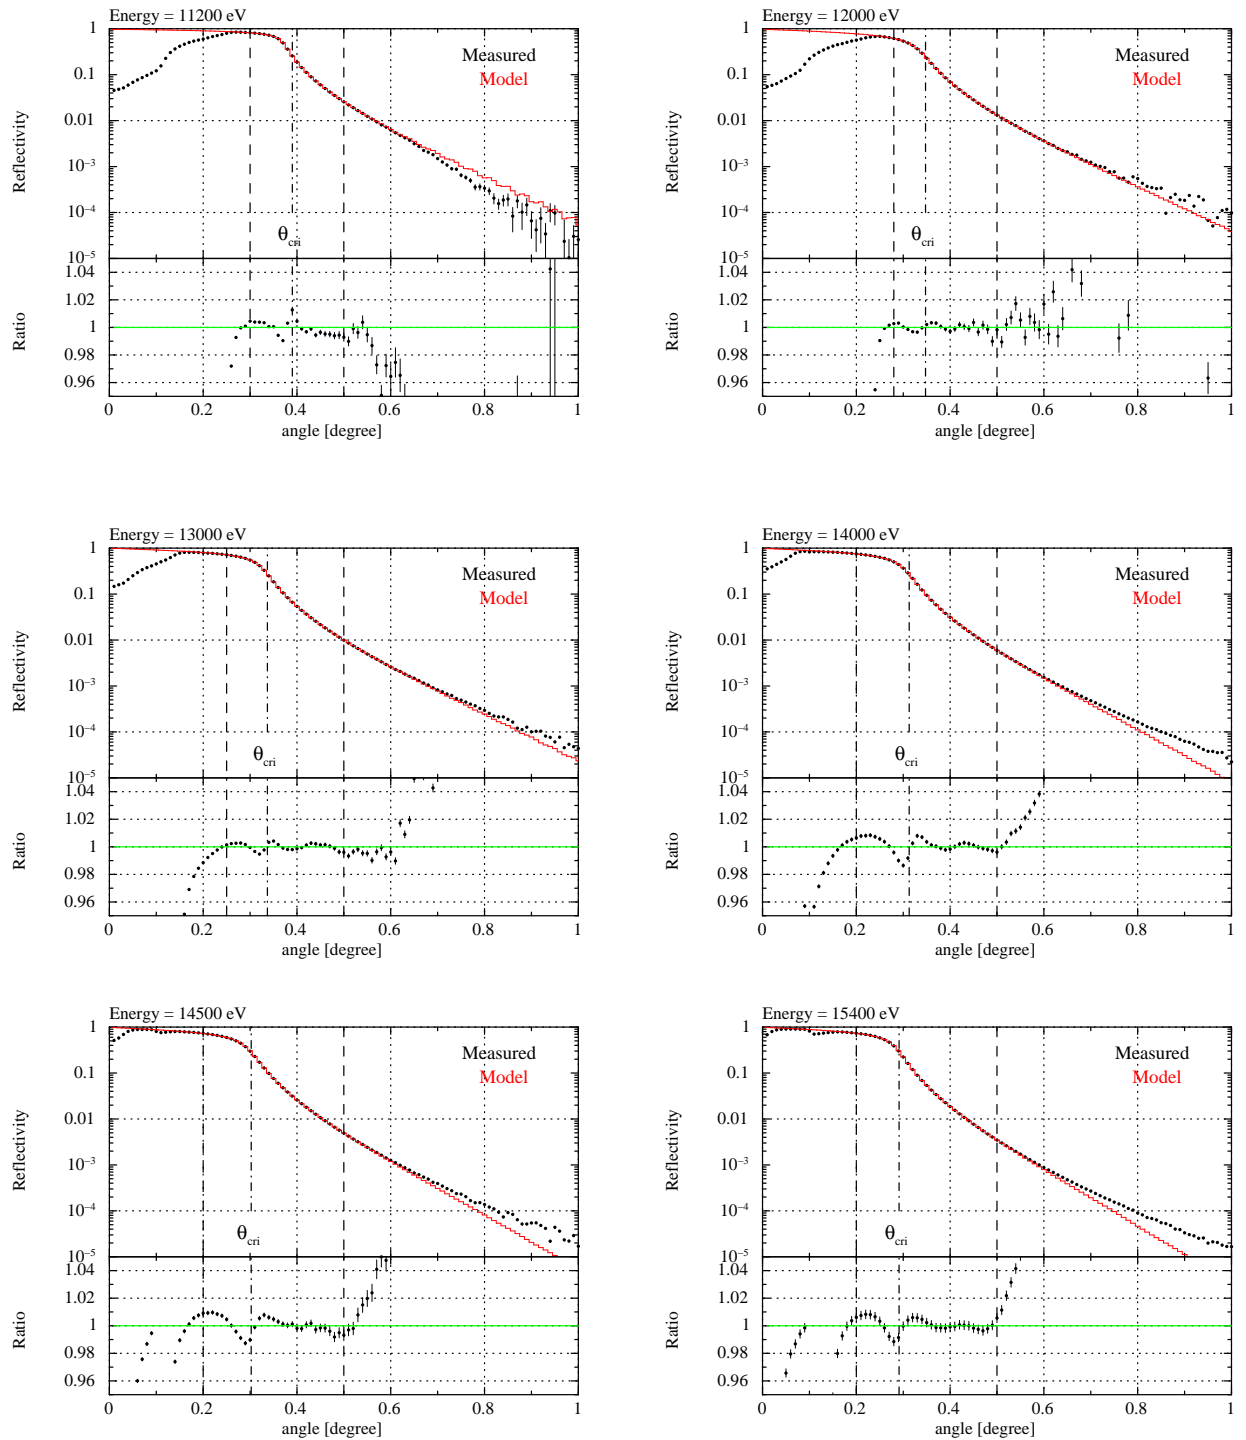 Energy = 11200 eV
1
0.1
0.01
10⁻³
10⁻⁴
10⁻⁵
Reflectivity
Measured
Model
θcri
1.04
1.02
1
0.98
0.96
Ratio
0 0.2 0.4 0.6 0.8 1
angle [degree]
Energy = 12000 eV
1
0.1
0.01
10⁻³
10⁻⁴
10⁻⁵
Reflectivity
Measured
Model
θcri
1.04
1.02
1
0.98
0.96
Ratio
0 0.2 0.4 0.6 0.8 1
angle [degree]
Energy = 13000 eV
1
0.1
0.01
10⁻³
10⁻⁴
10⁻⁵
Reflectivity
Measured
Model
θcri
1.04
1.02
1
0.98
0.96
Ratio
0 0.2 0.4 0.6 0.8 1
angle [degree]
Energy = 14000 eV
1
0.1
0.01
10⁻³
10⁻⁴
10⁻⁵
Reflectivity
Measured
Model
θcri
1.04
1.02
1
0.98
0.96
Ratio
0 0.2 0.4 0.6 0.8 1
angle [degree]
Energy = 14500 eV
1
0.1
0.01
10⁻³
10⁻⁴
10⁻⁵
Reflectivity
Measured
Model
θcri
1.04
1.02
1
0.98
0.96
Ratio
0 0.2 0.4 0.6 0.8 1
angle [degree]
Energy = 15400 eV
1
0.1
0.01
10⁻³
10⁻⁴
10⁻⁵
Reflectivity
Measured
Model
θcri
1.04
1.02
1
0.98
0.96
Ratio
0 0.2 0.4 0.6 0.8 1
angle [degree]